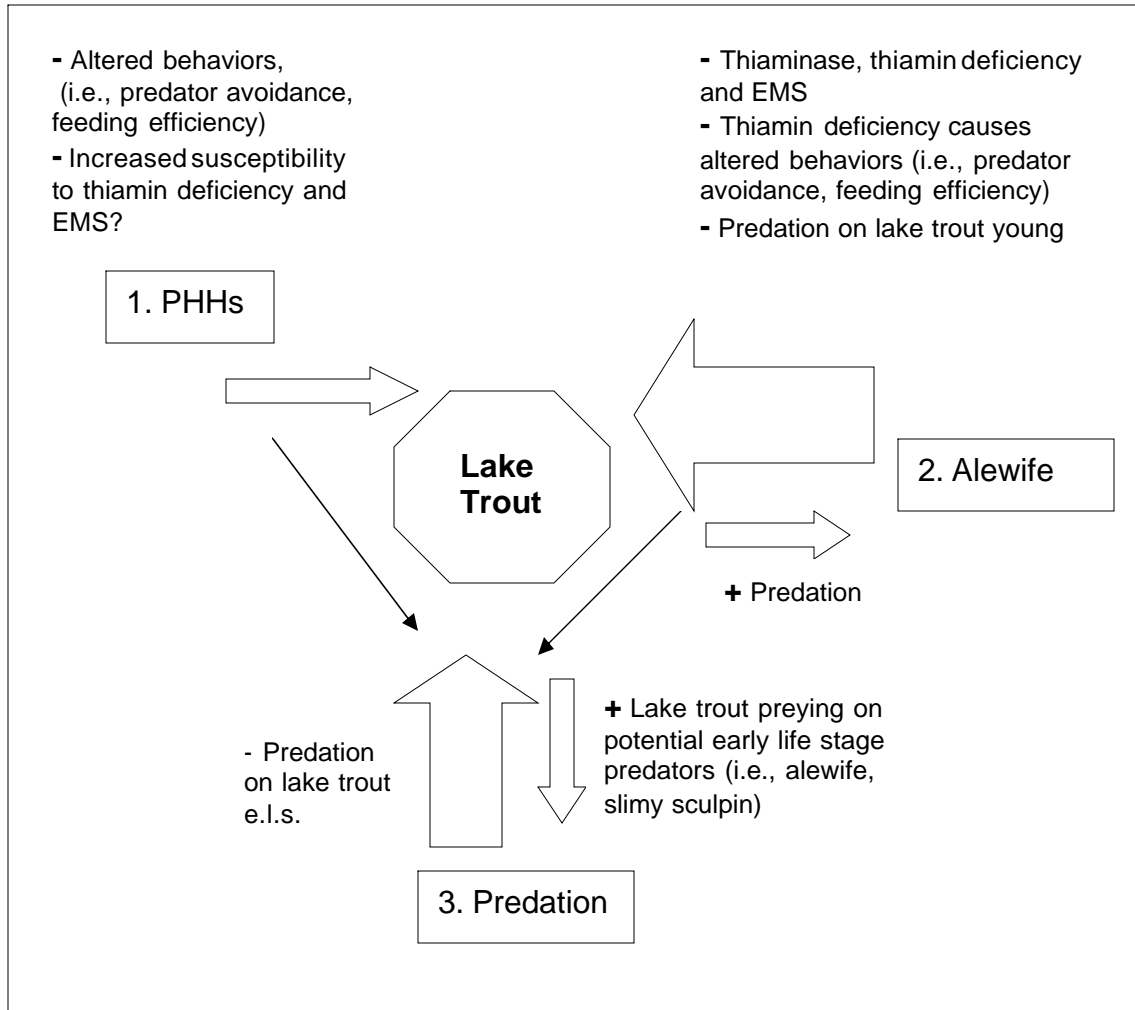 - Altered behaviors,
(i.e., predator avoidance,
feeding efficiency)
- Increased susceptibility
to thiamin deficiency and
EMS?
- Thiaminase, thiamin deficiency
and EMS
- Thiamin deficiency causes
altered behaviors (i.e., predator
avoidance, feeding efficiency)
- Predation on lake trout young
1. PHHs
Lake
Trout
2. Alewife
+ Predation
- Predation
on lake trout
e.l.s.
+ Lake trout preying on
potential early life stage
predators (i.e., alewife,
slimy sculpin)
3. Predation